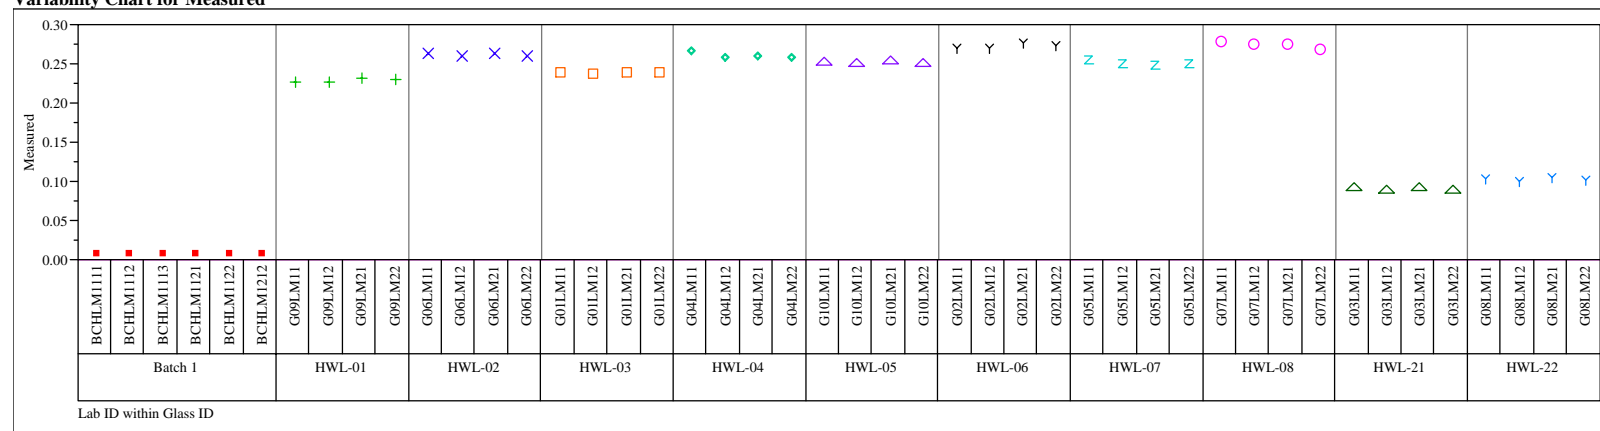 Variability Chart for Measured
0.30
0.25
0.20
0.15
0.10
0.05
0.00
Measured
BCHLM1111 BCHLM1112 BCHLM1113 BCHLM1121 BCHLM1122 BCHLM1212 G09LM11 G09LM12 G09LM21 G09LM22 G06LM11 G06LM12 G06LM21 G06LM22 G01LM11 G01LM12 G01LM21 G01LM22 G04LM11 G04LM12 G04LM21 G04LM22 G10LM11 G10LM12 G10LM21 G10LM22 G02LM11 G02LM12 G02LM21 G02LM22 G05LM11 G05LM12 G05LM21 G05LM22 G07LM11 G07LM12 G07LM21 G07LM22 G03LM11 G03LM12 G03LM21 G03LM22 G08LM11 G08LM12 G08LM21 G08LM22
Batch 1 HWL-01 HWL-02 HWL-03 HWL-04 HWL-05 HWL-06 HWL-07 HWL-08 HWL-21 HWL-22
Lab ID within Glass ID